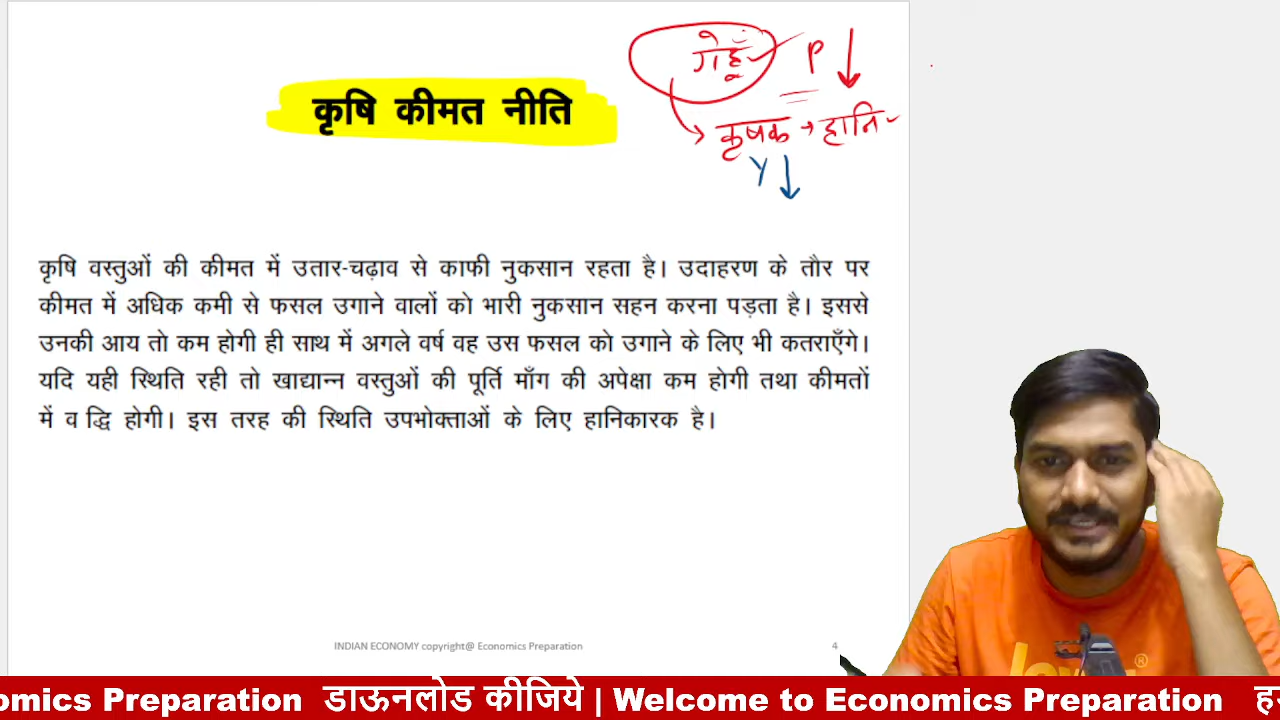 गेहूँ P
कृषि कीमत नीति
कृषक → हानि
Y
कृषि वस्तुओं की कीमत में उतार-चढ़ाव से काफी नुकसान रहता है। उदाहरण के तौर पर
कीमत में अधिक कमी से फसल उगाने वालों को भारी नुकसान सहन करना पड़ता है। इससे
उनकी आय तो कम होगी ही साथ में अगले वर्ष वह उस फसल को उगाने के लिए भी कतराएँगे।
यदि यही स्थिति रही तो खाद्यान्न वस्तुओं की पूर्ति माँग की अपेक्षा कम होगी तथा कीमतों
में व द्धि होगी। इस तरह की स्थिति उपभोक्ताओं के लिए हानिकारक है।
INDIAN ECONOMY copyright@ Economics Preparation 4
omics Preparation डाऊनलोड कीजिये | Welcome to Economics Preparation